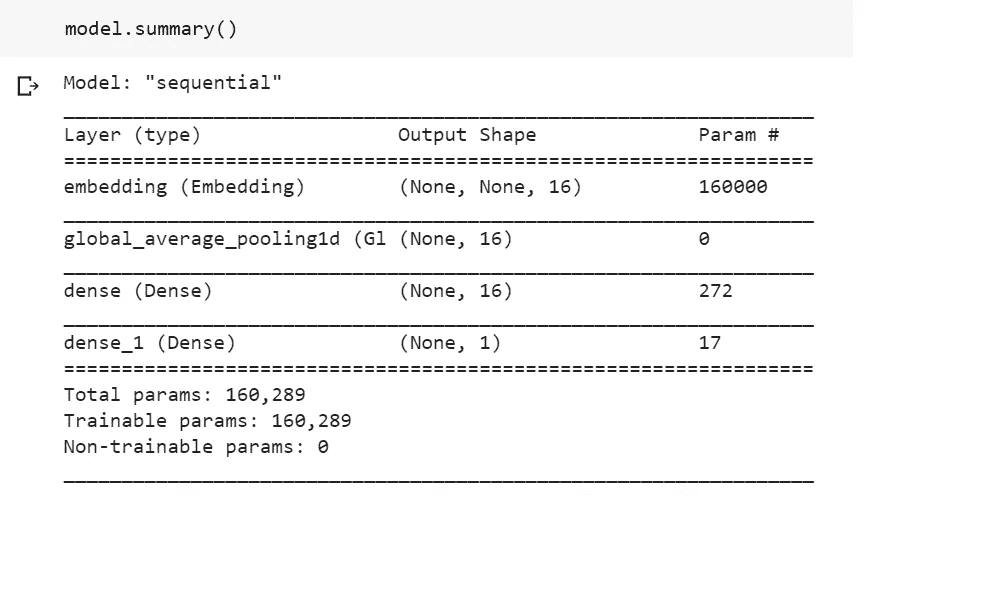 model.summary()
Model: "sequential"
Layer (type) Output Shape Param #
=================================================================
embedding (Embedding) (None, None, 16) 160000
global_average_pooling1d (Gl (None, 16) 0
dense (Dense) (None, 16) 272
dense_1 (Dense) (None, 1) 17
=================================================================
Total params: 160,289
Trainable params: 160,289
Non-trainable params: 0